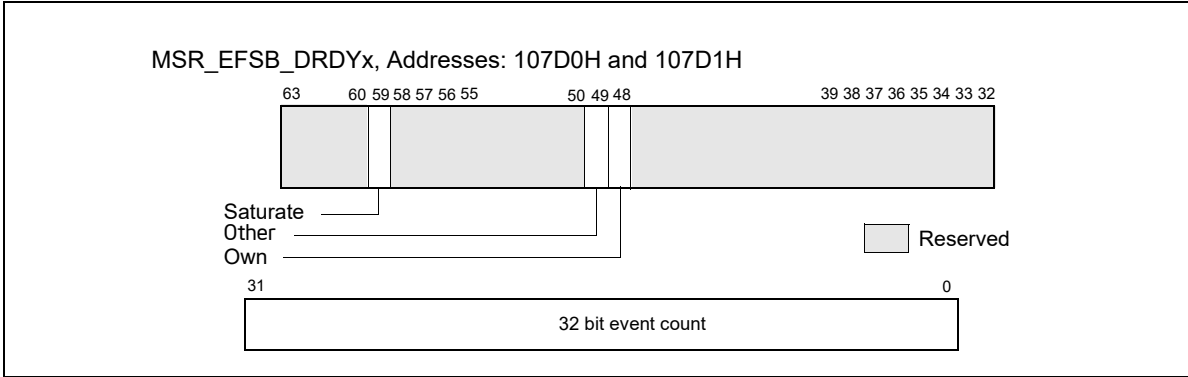 MSR_EFSB_DRDYx, Addresses: 107D0H and 107D1H
63 60 59 58 57 56 55 50 49 48 39 38 37 36 35 34 33 32
Saturate
Other
Own
Reserved
31 0
32 bit event count